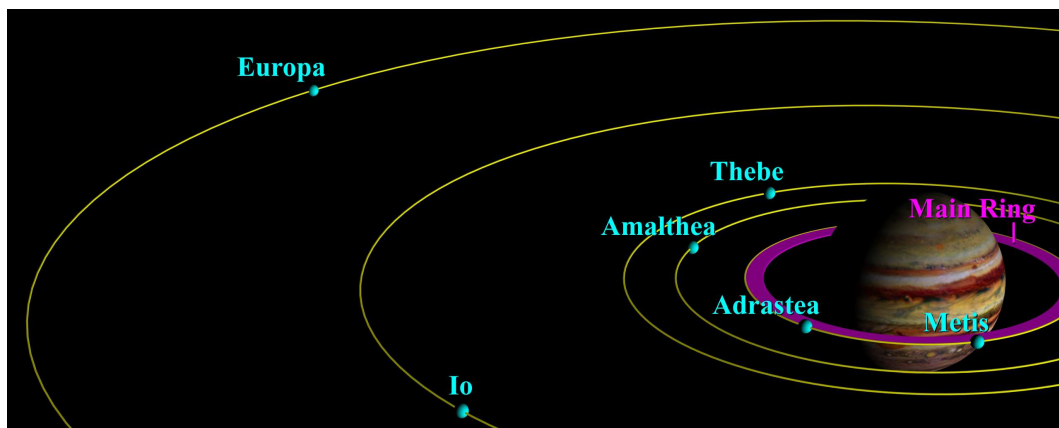 Europa
Thebe
Main Ring
Amalthea
Adrastea
Metis
Io